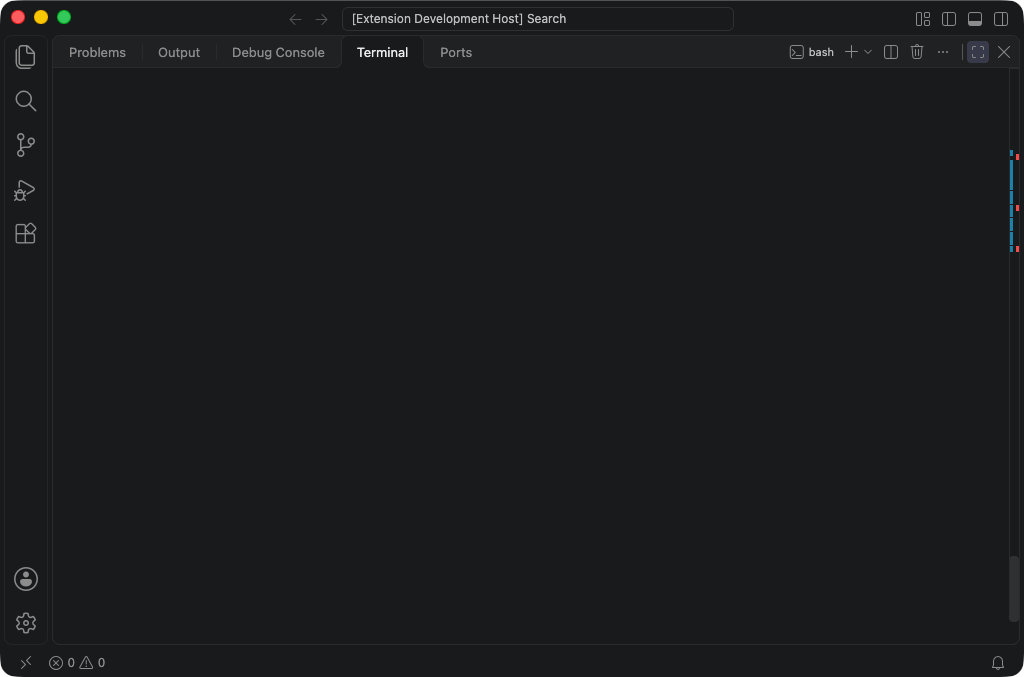 [Extension Development Host] Search
Problems
Output
Debug Console
Terminal
Ports
bash
0
0